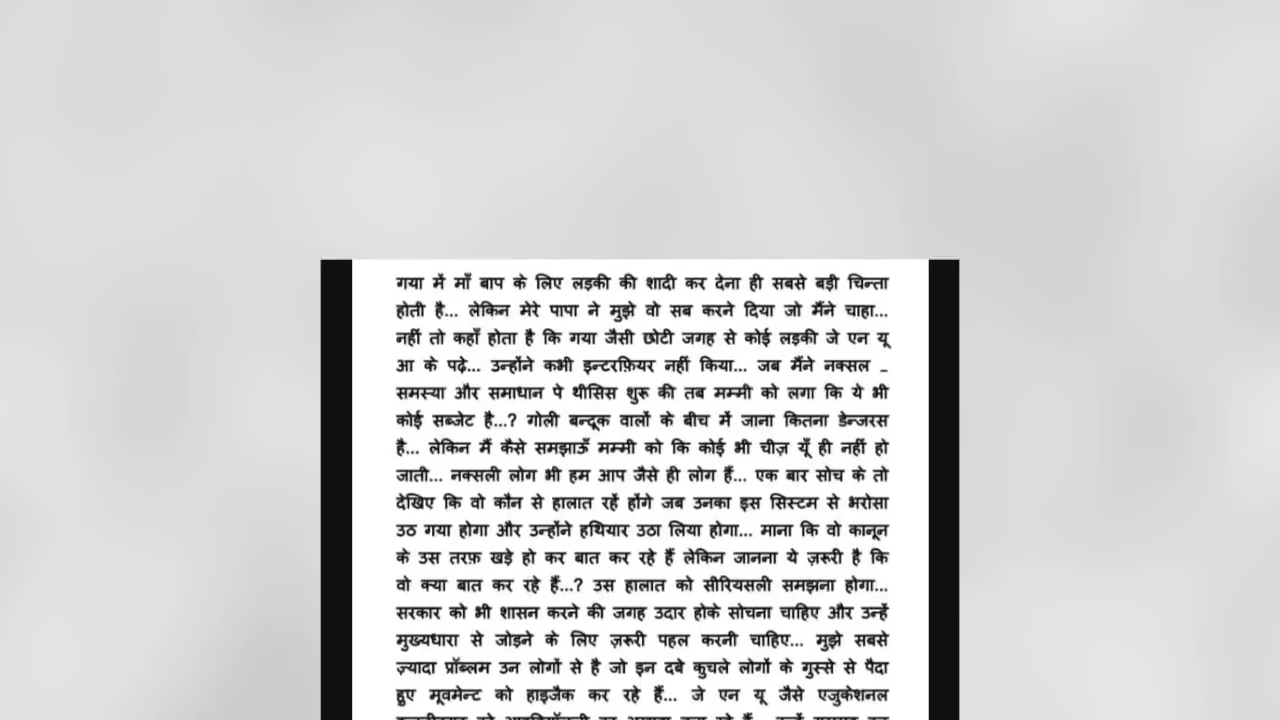 गया में माँ बाप के लिए लड़की की शादी कर देना ही सबसे बड़ी चिन्ता
होती है... लेकिन मेरे पापा ने मुझे वो सब करने दिया जो मैंने चाहा...
नहीं तो कहाँ होता है कि गया जैसी छोटी जगह से कोई लड़की जे एन यू
आ के पढ़े... उन्होंने कभी इन्टरफ़ियर नहीं किया... जब मैंने नक्सल _
समस्या और समाधान पे थीसिस शुरू की तब मम्मी को लगा कि ये भी
कोई सब्जेट है...? गोली बन्दूक वालों के बीच में जाना कितना डेन्जरस
है... लेकिन मैं कैसे समझाऊँ मम्मी को कि कोई भी चीज़ यूँ ही नहीं हो
जाती... नक्सली लोग भी हम आप जैसे ही लोग हैं... एक बार सोच के तो
देखिए कि वो कौन से हालात रहें होंगे जब उनका इस सिस्टम से भरोसा
उठ गया होगा और उन्होंने हथियार उठा लिया होगा... माना कि वो कानून
के उस तरफ़ खड़े हो कर बात कर रहे हैं लेकिन जानना ये ज़रूरी है कि
वो क्या बात कर रहे हैं...? उस हालात को सीरियसली समझना होगा...
सरकार को भी शासन करने की जगह उदार होके सोचना चाहिए और उन्हें
मुख्यधारा से जोड़ने के लिए ज़रूरी पहल करनी चाहिए... मुझे सबसे
ज़्यादा प्रॉब्लम उन लोगों से है जो इन दबे कुचले लोगों के गुस्से से पैदा
हुए मूवमेन्ट को हाइजैक कर रहे हैं... जे एन यू जैसे एजुकेशनल